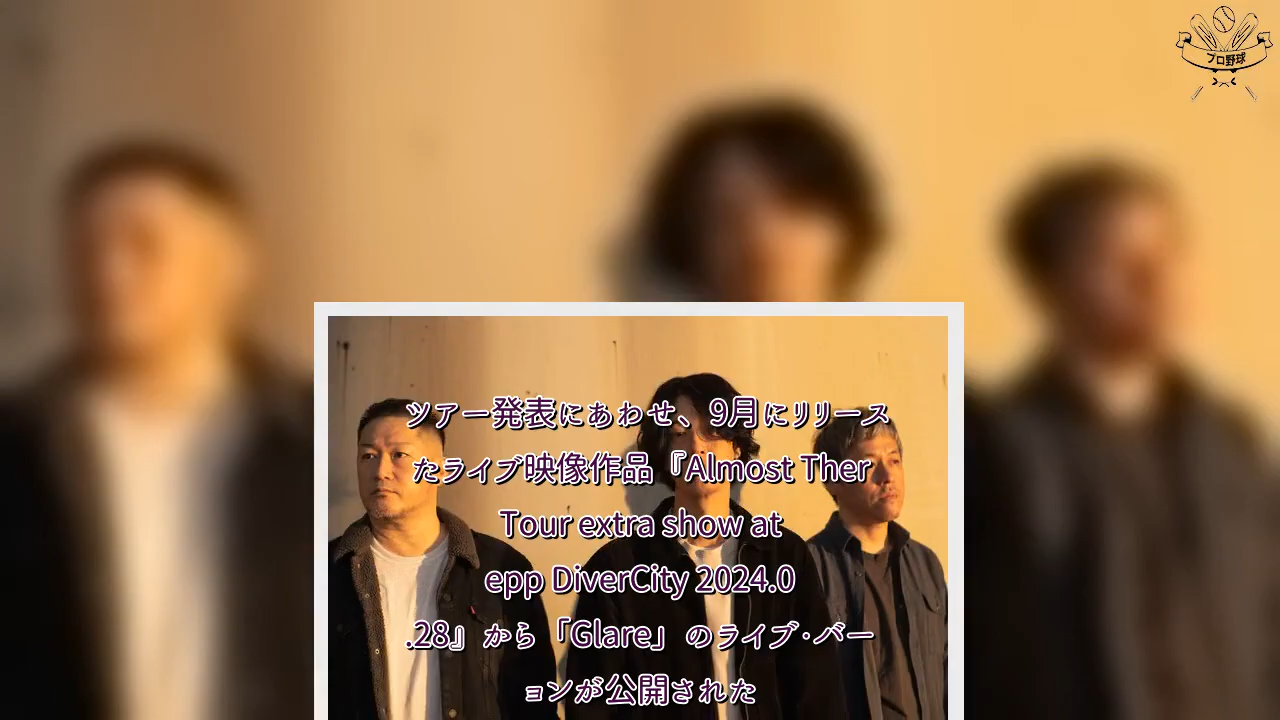 プロ野球
ツアー発表にあわせ、9月にリリース
たライブ映像作品『Almost Ther
Tour extra show at
epp DiverCity 2024.0
.28』から「Glare」のライブ・バー
ョンが公開された